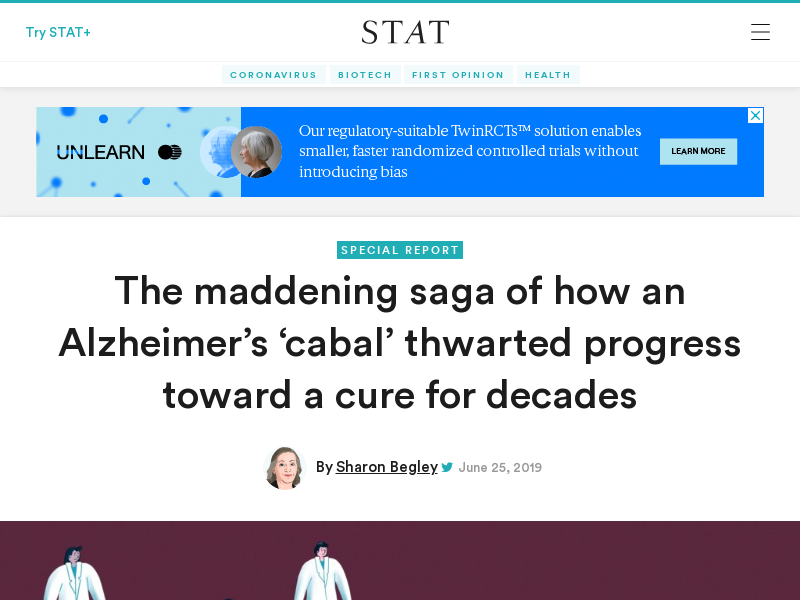 Try STAT+
STAT
CORONAVIRUS
BIOTECH
FIRST OPINION
HEALTH
UNLEARN
Our regulatory-suitable TwinRCTs™ solution enables
smaller, faster randomized controlled trials without
introducing bias
LEARN MORE
SPECIAL REPORT
The maddening saga of how an
Alzheimer’s ‘cabal’ thwarted progress
toward a cure for decades
By Sharon Begley June 25, 2019